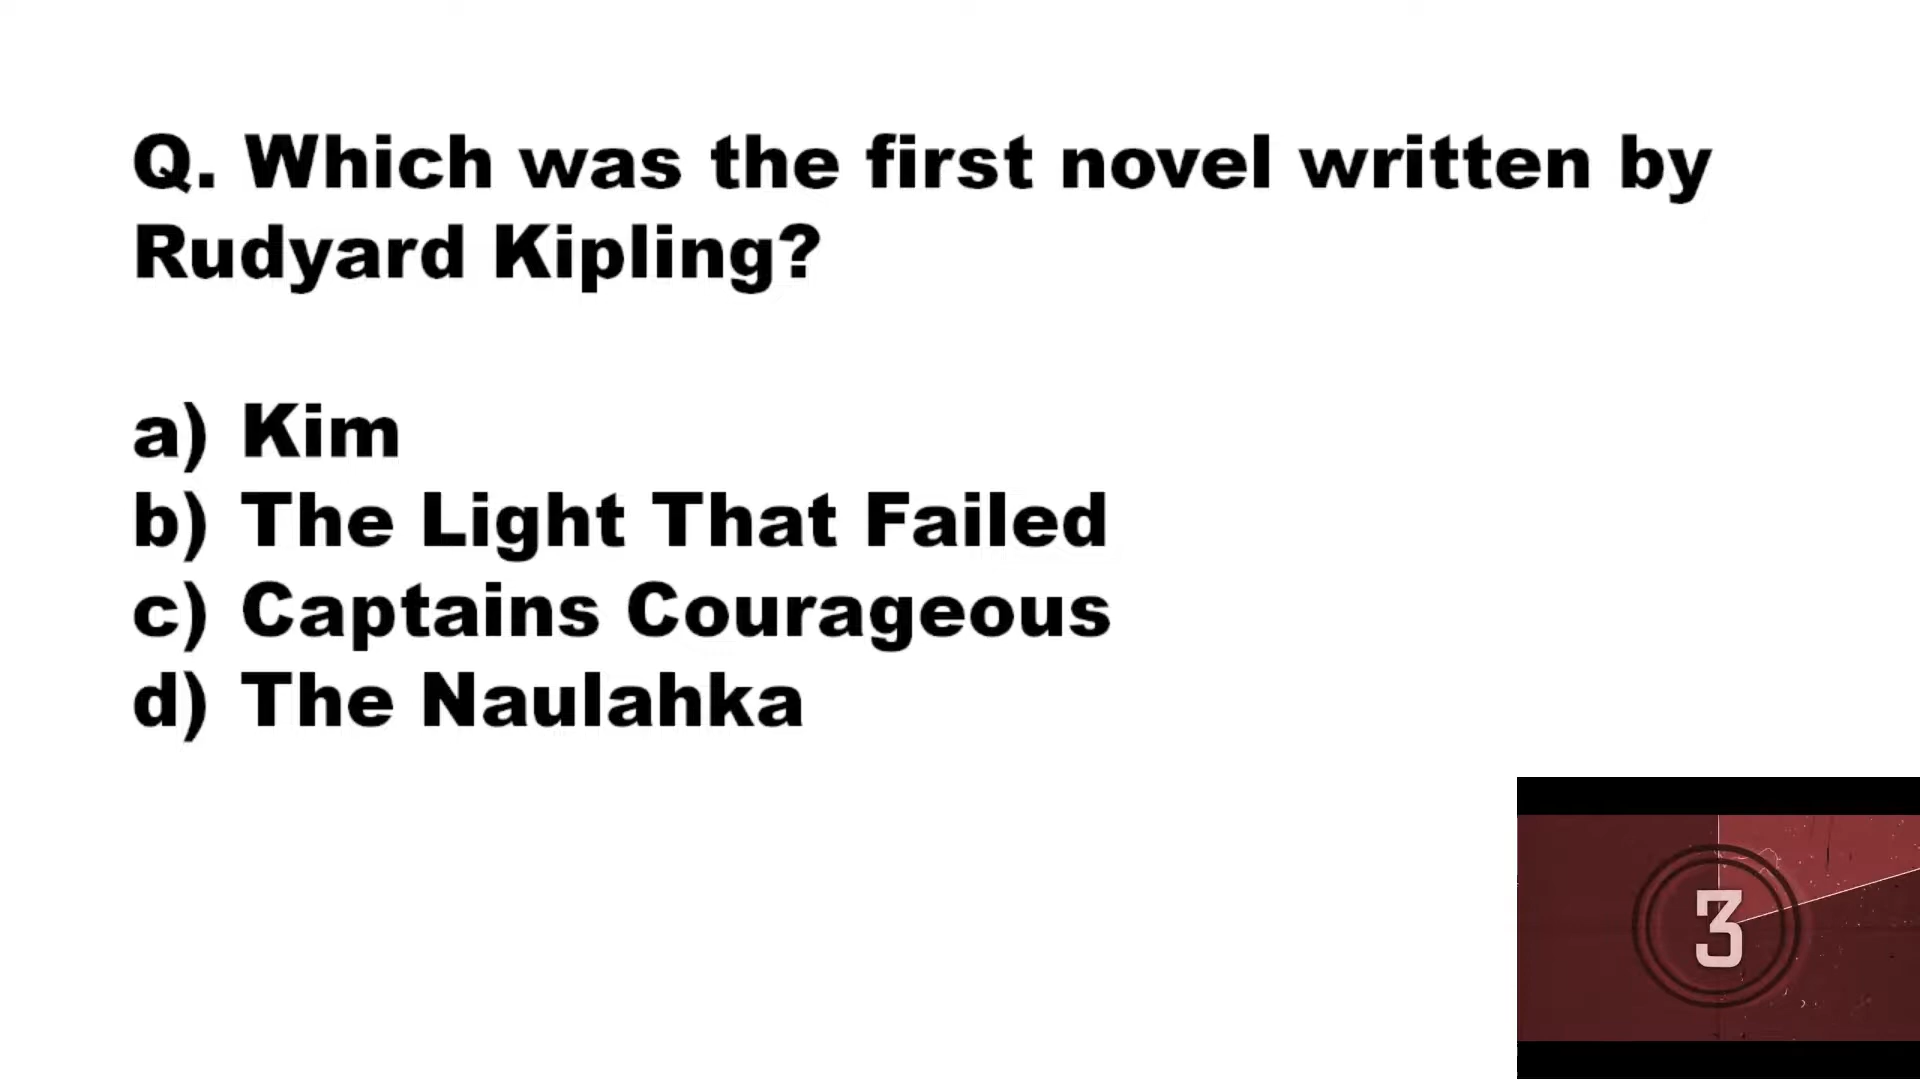 Q. Which was the first novel written by
Rudyard Kipling?
a) Kim
b) The Light That Failed
c) Captains Courageous
d) The Naulahka
3